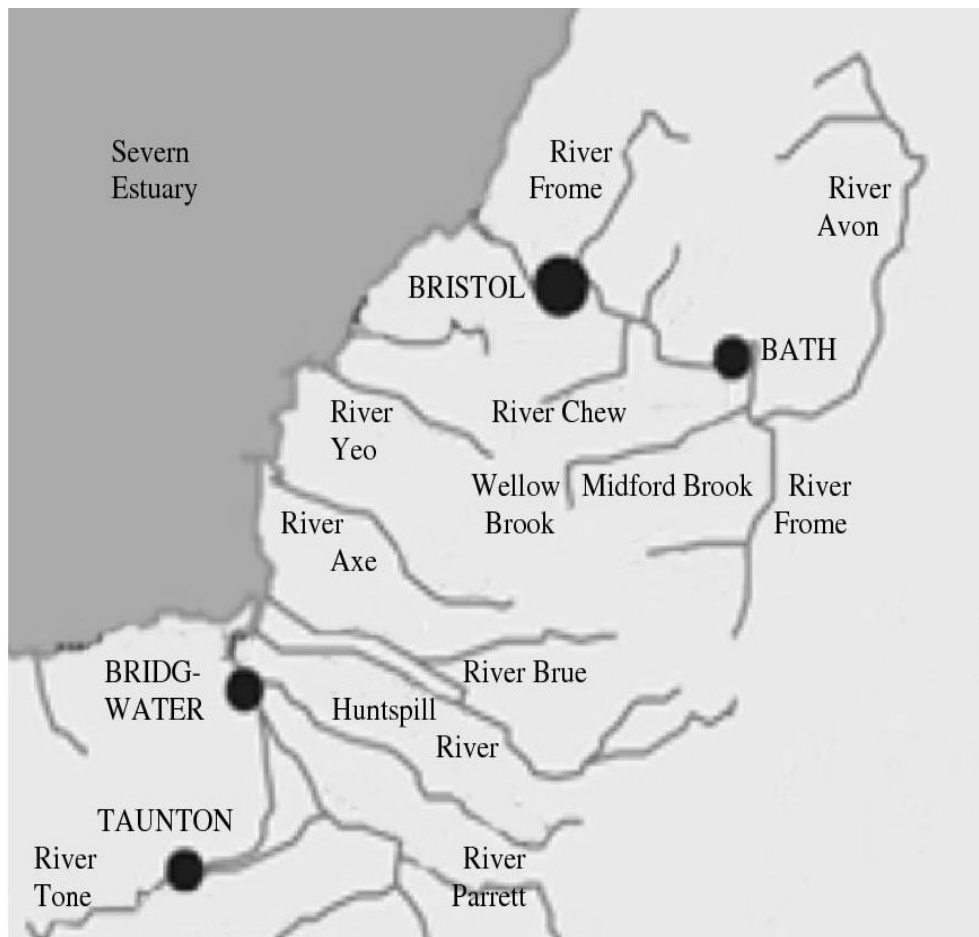 Severn
Estuary
River
Frome
River
Avon
BRISTOL
BATH
River
Yeo
River Chew
Wellow
Brook
Midford Brook
River
Frome
River
Axe
BRIDG-
WATER
River Brue
Huntspill
River
TAUNTON
River
Tone
River
Parrett